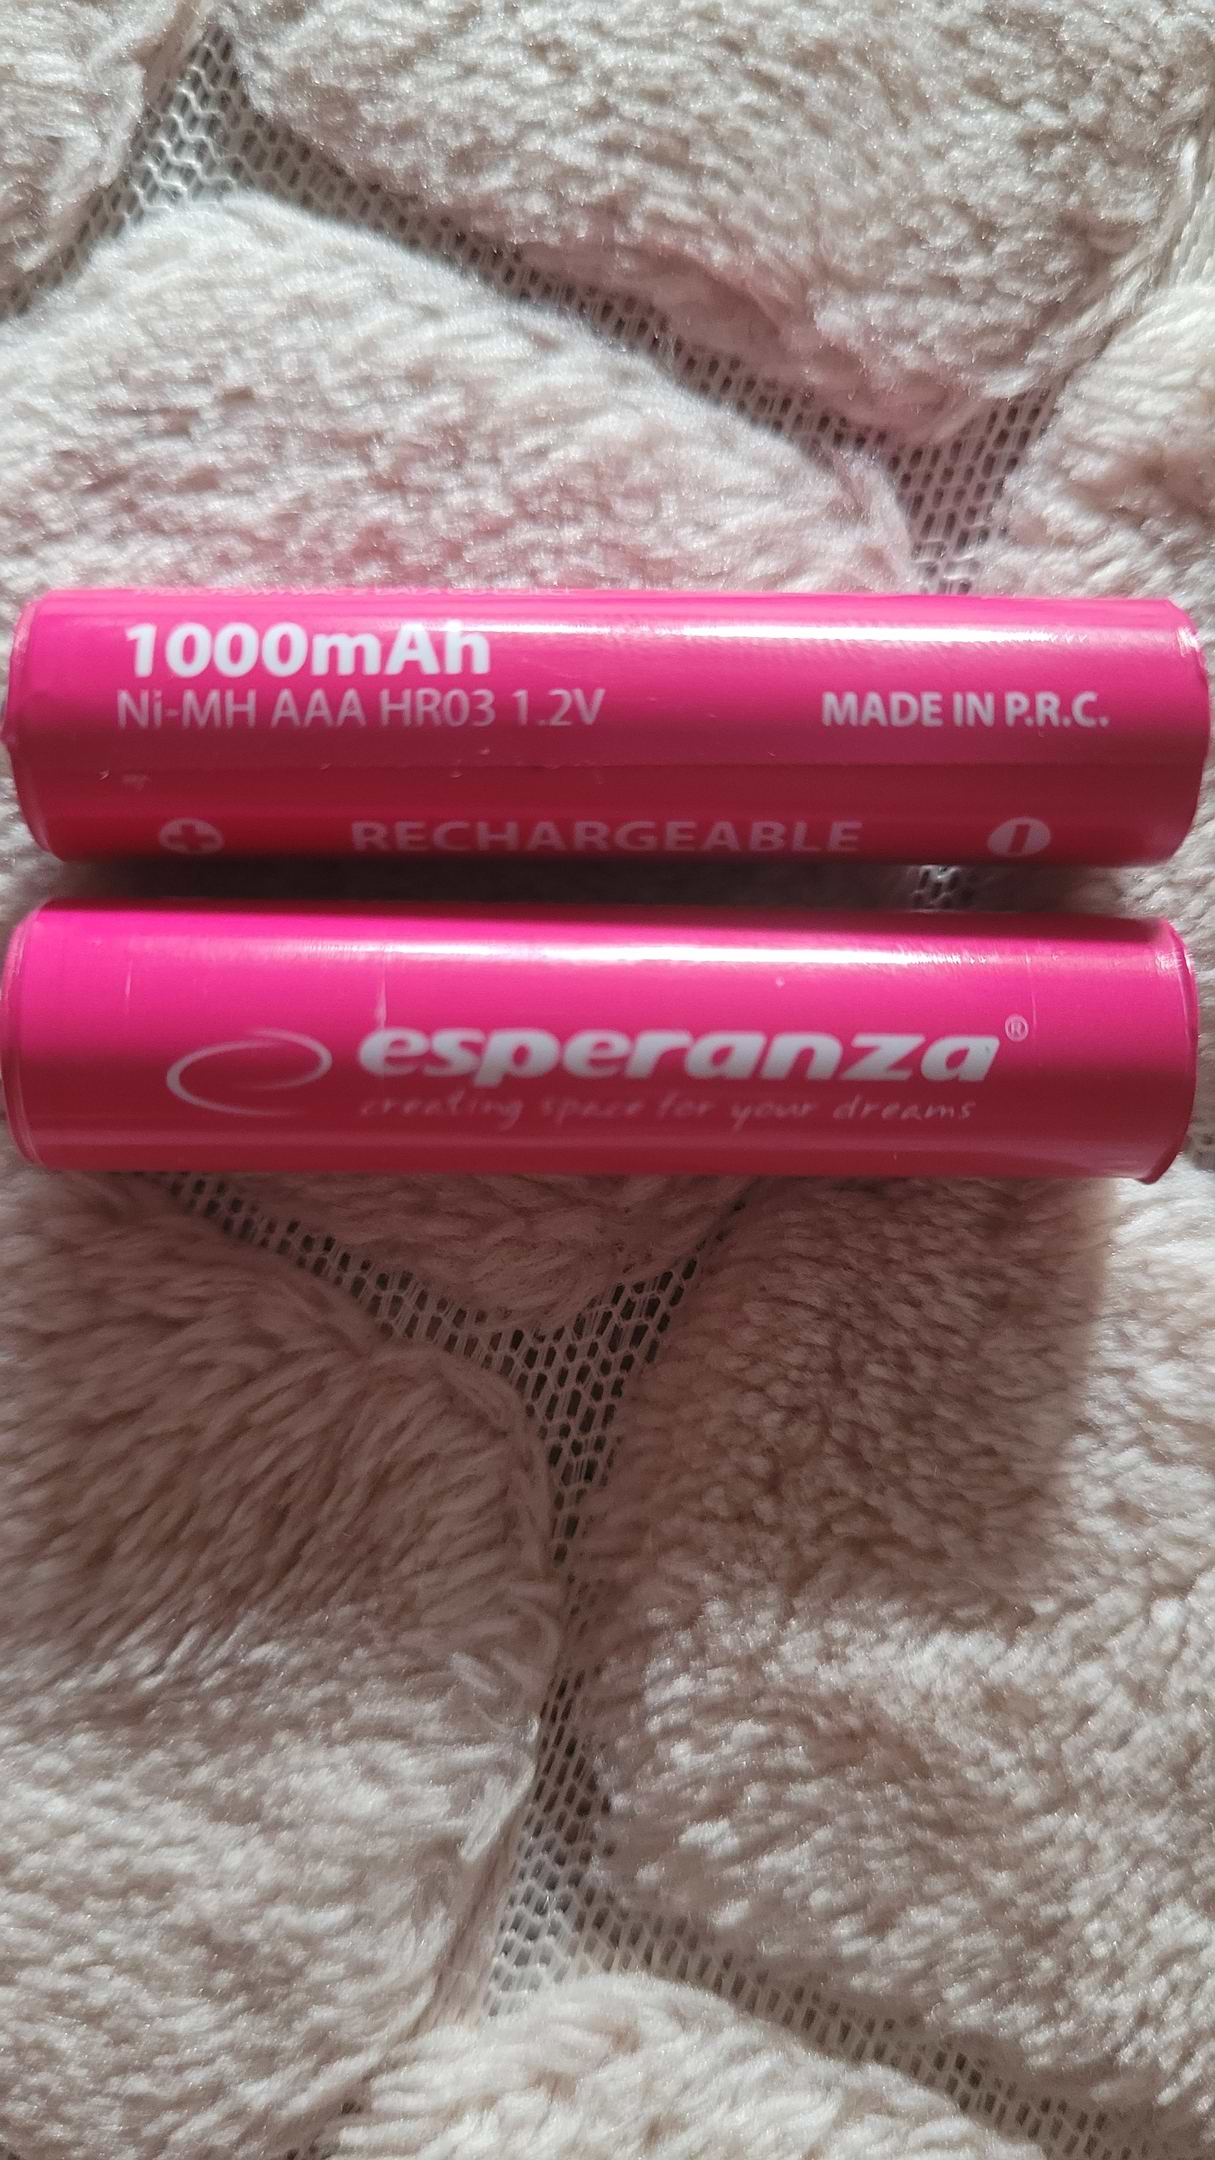 1000mAh
Ni-MH AAA HR03 1.2V
MADE IN P.R.C.
RECHARGEABLE
esperanza®
creating space for your dreams